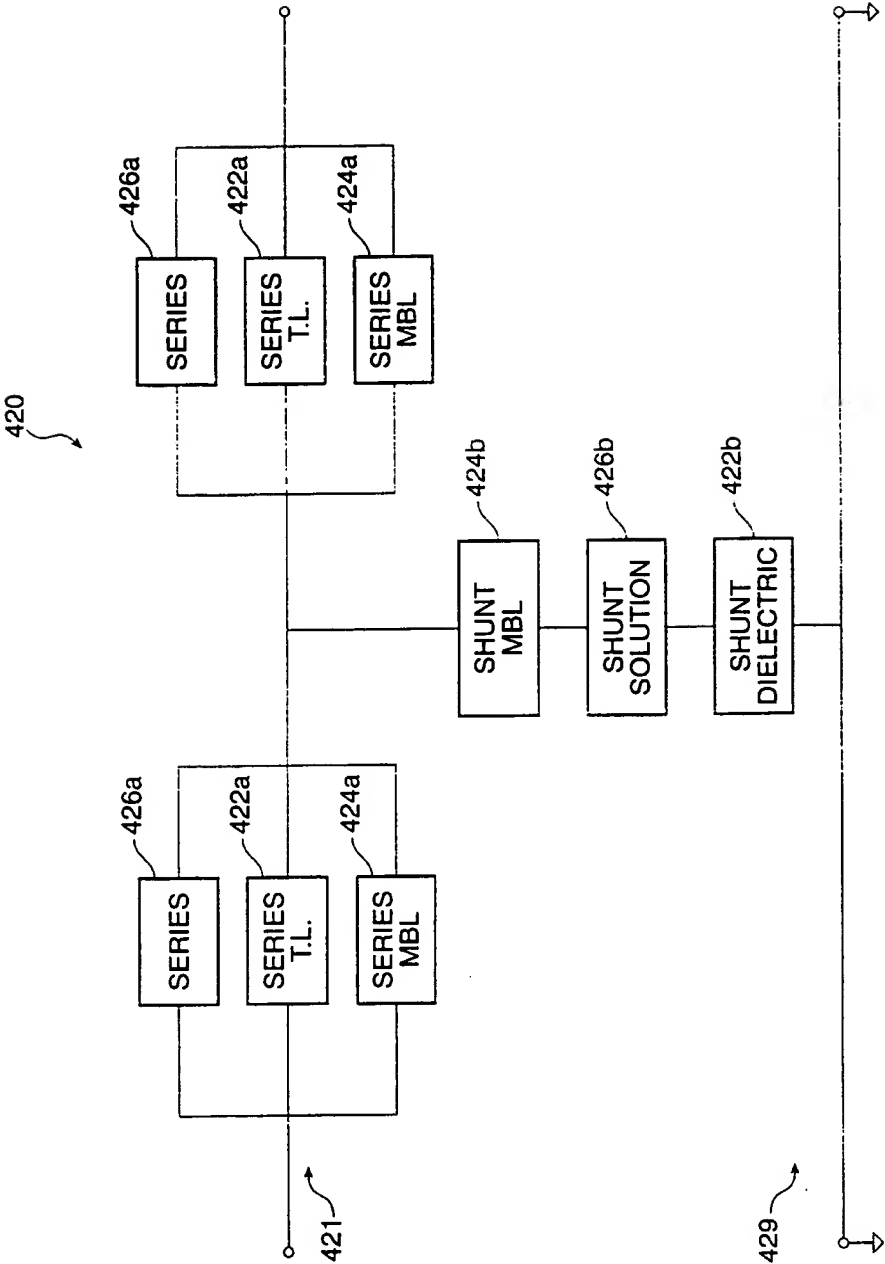 420
426a
SERIES
422a
SERIES
T.L.
424a
SERIES
MBL
426a
SERIES
422a
SERIES
T.L.
424a
SERIES
MBL
421
424b
SHUNT
MBL
426b
SHUNT
SOLUTION
422b
SHUNT
DIELECTRIC
429